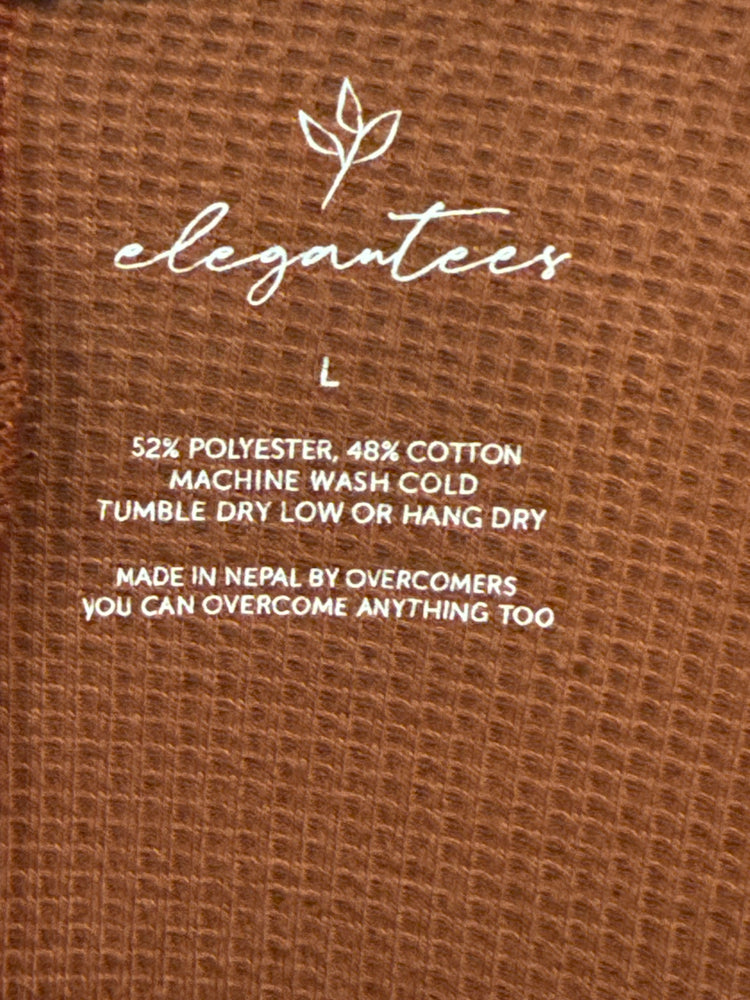 elegantees
L
52% POLYESTER, 48% COTTON
MACHINE WASH COLD
TUMBLE DRY LOW OR HANG DRY
MADE IN NEPAL BY OVERCOMERS
YOU CAN OVERCOME ANYTHING TOO